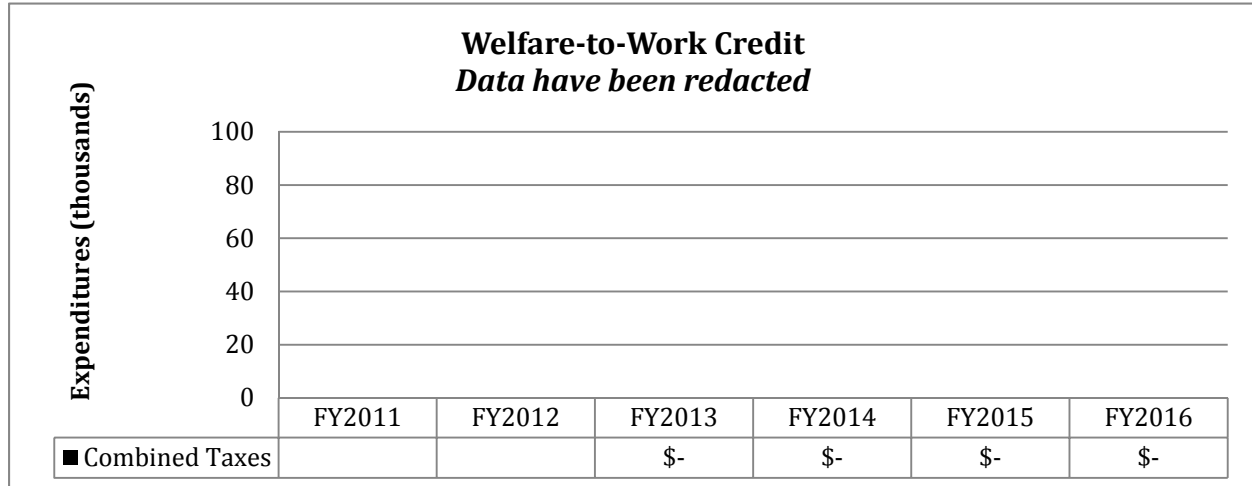 Welfare-to-Work Credit
Data have been redacted
Expenditures (thousands)
100
80
60
40
20
0
FY2011 FY2012 FY2013 FY2014 FY2015 FY2016
Combined Taxes $- $- $- $-